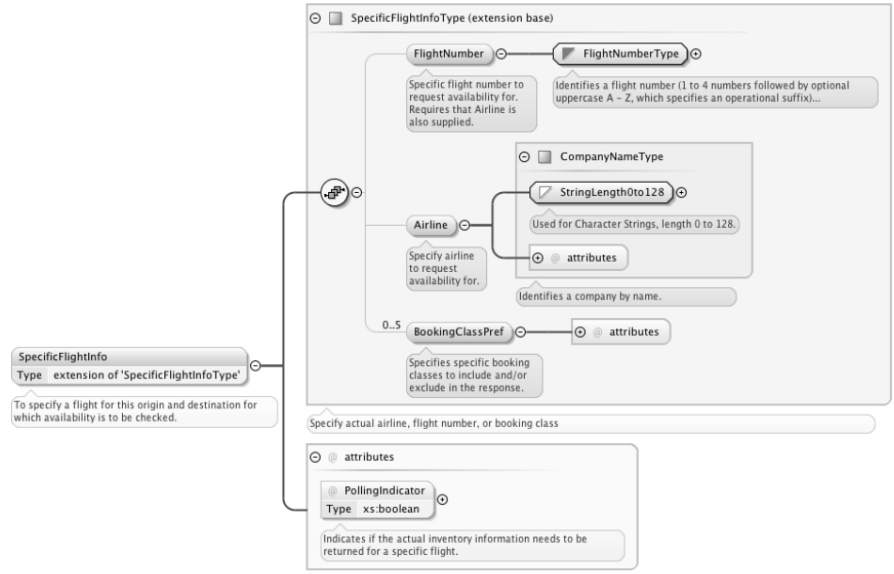 SpecificFlightInfoType (extension base)
FlightNumber
FlightNumberType
Specific flight number to
request availability for.
Requires that Airline is
also supplied.
Identifies a flight number (1 to 4 numbers followed by optional
uppercase A - Z, which specifies an operational suffix)...
CompanyNameType
StringLength0to128
Used for Character Strings, length 0 to 128.
Airline
@ attributes
Specify airline
to request
availability for.
Identifies a company by name.
0..5
BookingClassPref
@ attributes
Specifies specific booking
classes to include and/or
exclude in the response.
SpecificFlightInfo
Type extension of 'SpecificFlightInfoType'
To specify a flight for this origin and destination for
which availability is to be checked.
Specify actual airline, flight number, or booking class
@ attributes
@ PollingIndicator
Type xs:boolean
Indicates if the actual inventory information needs to be
returned for a specific flight.